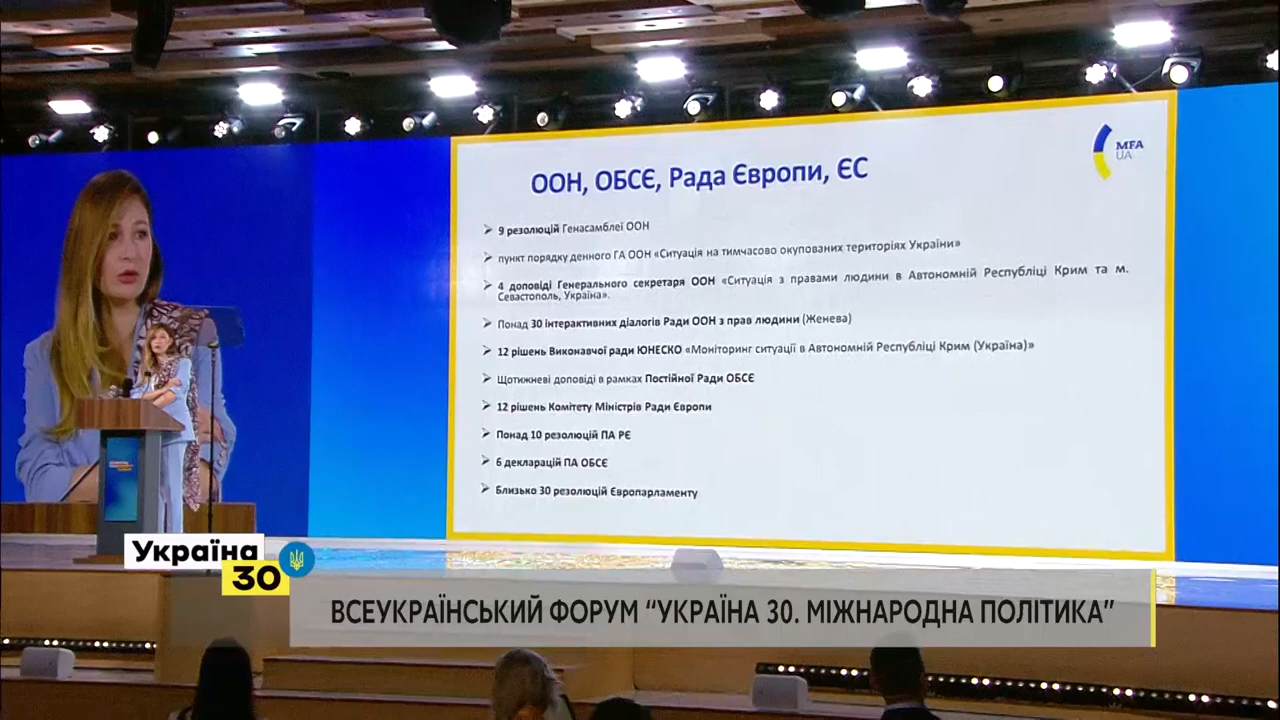 MFA
UA
ООН, ОБСЄ, Рада Європи, ЄС
9 резолюцій Генасамблеї ООН
пункт порядку денного ГА ООН «Ситуація на тимчасово окупованих територіях України»
4 доповіді Генерального секретаря ООН «Ситуація з правами людини в Автономній Республіці Крим та м.
Севастополь, Україна».
Понад 30 інтерактивних діалогів Ради ООН з прав людини (Женева)
12 рішень Виконавчої ради ЮНЕСКО «Моніторинг ситуації в Автономній Республіці Крим (Україна)»
Щотижневі доповіді в рамках Постійної Ради ОБСЄ
12 рішень Комітету Міністрів Ради Європи
Понад 10 резолюцій ПА РЄ
6 декларацій ПА ОБСЄ
Близько 30 резолюцій Європарламенту
Україна
30
ВСЕУКРАЇНСЬКИЙ ФОРУМ “УКРАЇНА 30. МІЖНАРОДНА ПОЛІТИКА”